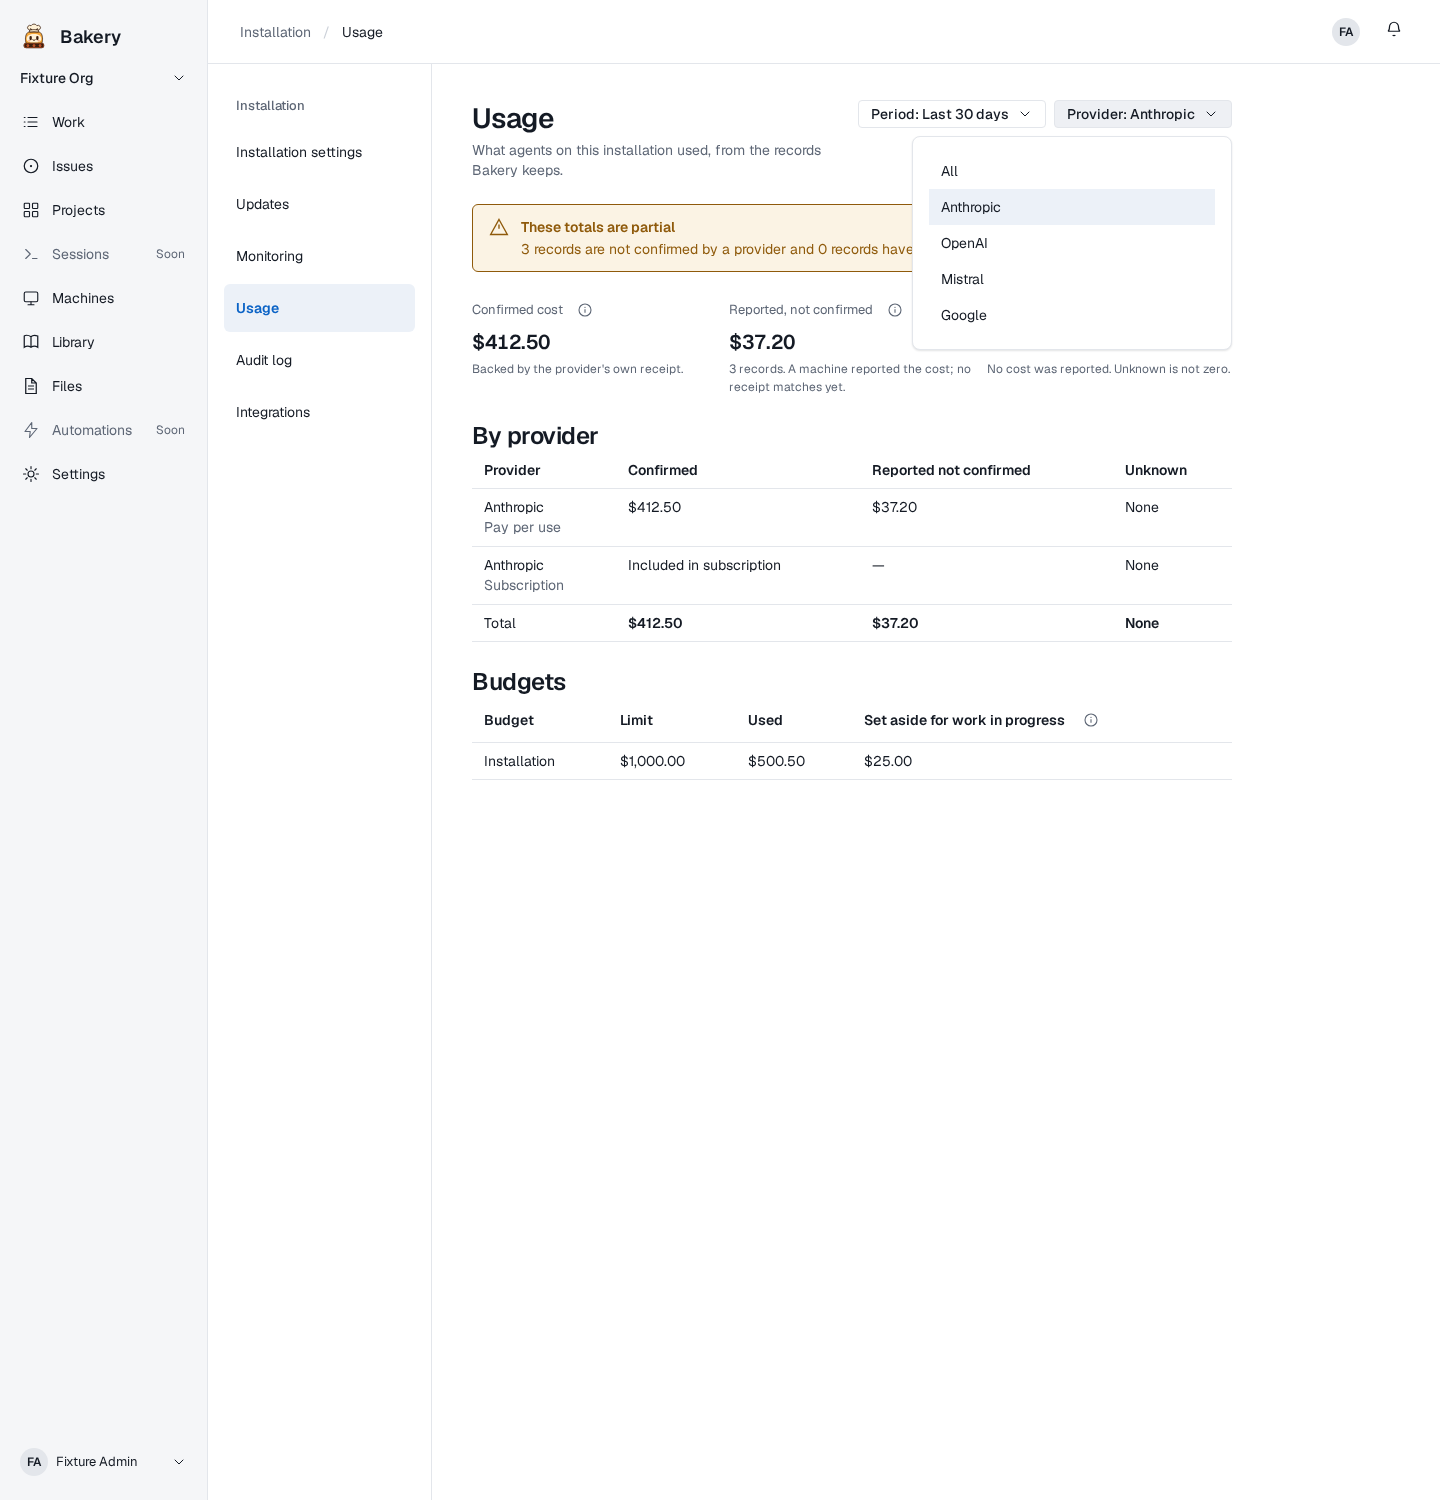 Bakery
Fixture Org
Work
Issues
Projects
Sessions Soon
Machines
Library
Files
Automations Soon
Settings
FA Fixture Admin
Installation / Usage
FA
Installation
Installation settings
Updates
Monitoring
Usage
Audit log
Integrations
Usage
What agents on this installation used, from the records
Bakery keeps.
Period: Last 30 days
Provider: Anthropic
All
Anthropic
OpenAI
Mistral
Google
These totals are partial
3 records are not confirmed by a provider and 0 records have
Confirmed cost
$412.50
Backed by the provider's own receipt.
Reported, not confirmed
$37.20
3 records. A machine reported the cost; no
receipt matches yet.
No cost was reported. Unknown is not zero.
By provider
Provider Confirmed Reported not confirmed Unknown
Anthropic $412.50 $37.20 None
Pay per use
Anthropic Included in subscription — None
Subscription
Total $412.50 $37.20 None
Budgets
Budget Limit Used Set aside for work in progress
Installation $1,000.00 $500.50 $25.00